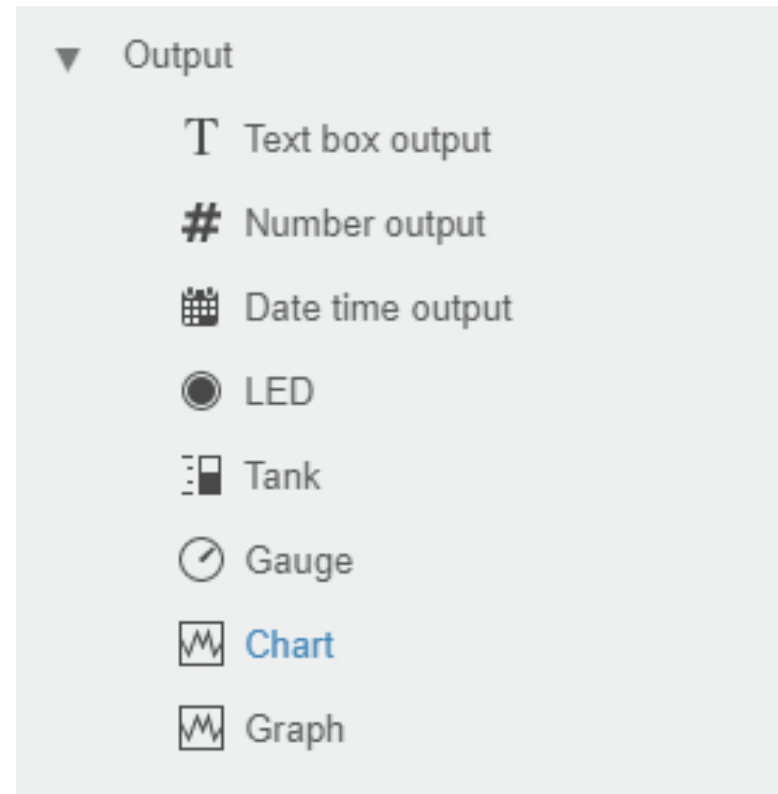 Output
T Text box output
# Number output
Date time output
LED
Tank
Gauge
Chart
Graph